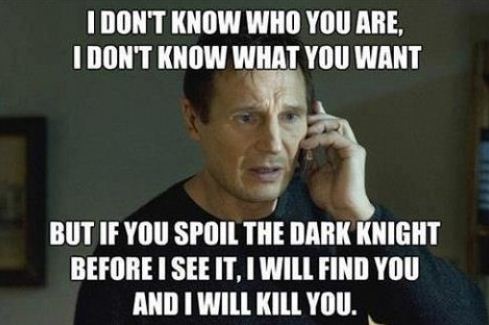 I DON'T KNOW WHO YOU ARE,
I DON'T KNOW WHAT YOU WANT
BUT IF YOU SPOIL THE DARK KNIGHT
BEFORE I SEE IT, I WILL FIND YOU
AND I WILL KILL YOU.